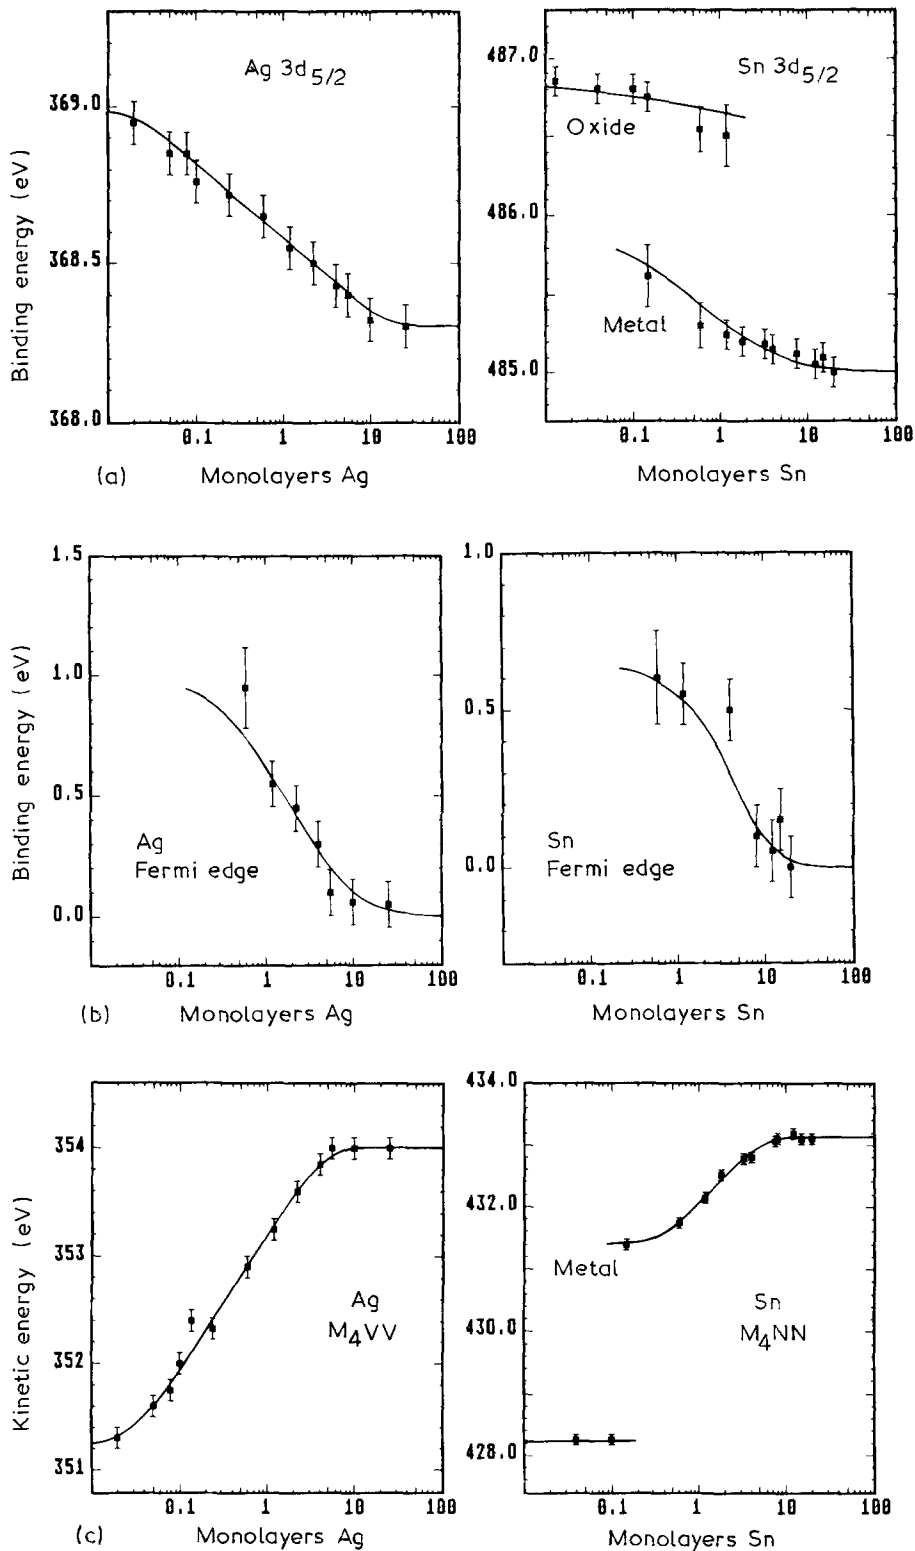 Ag 3d5/2
369.0
368.5
368.0
Binding energy (eV)
0.1 1 10 100
(a) Monolayers Ag
Sn 3d5/2
487.0
Oxide
486.0
Metal
485.0
0.1 1 10 100
Monolayers Sn
1.5
1.0
0.5
0.0
Binding energy (eV)
Ag
Fermi edge
0.1 1 10 100
(b) Monolayers Ag
1.0
0.5
0.0
Sn
Fermi edge
0.1 1 10 100
Monolayers Sn
354
353
352
351
Kinetic energy (eV)
Ag
M4VV
0.1 1 10 100
(c) Monolayers Ag
434.0
432.0
Metal
430.0
Sn
M4NN
428.0
0.1 1 10 100
Monolayers Sn